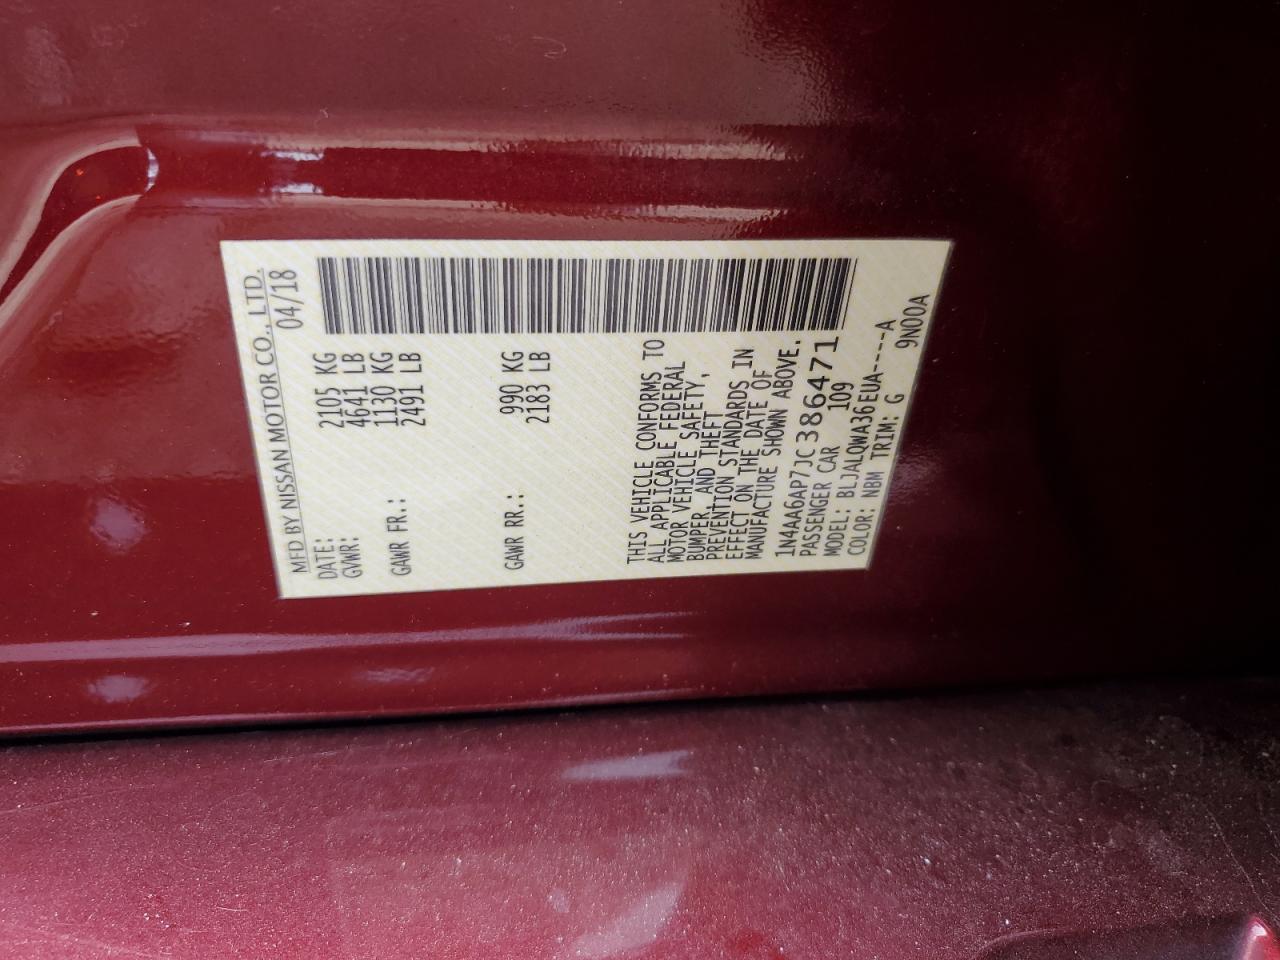 MFD BY NISSAN MOTOR CO., LTD.
DATE: 04/18
GVWR: 2105 KG
4641 LB
GAWR FR.: 1130 KG
2491 LB
GAWR RR.: 990 KG
2183 LB
THIS VEHICLE CONFORMS TO
ALL APPLICABLE FEDERAL
MOTOR VEHICLE SAFETY,
BUMPER, AND THEFT
PREVENTION STANDARDS IN
EFFECT ON THE DATE OF
MANUFACTURE SHOWN ABOVE.
1N4AA6AP7JC386471
PASSENGER CAR 109
MODEL: BLJALQWA36EUA----A
COLOR: NBM TRIM: G 9N00A